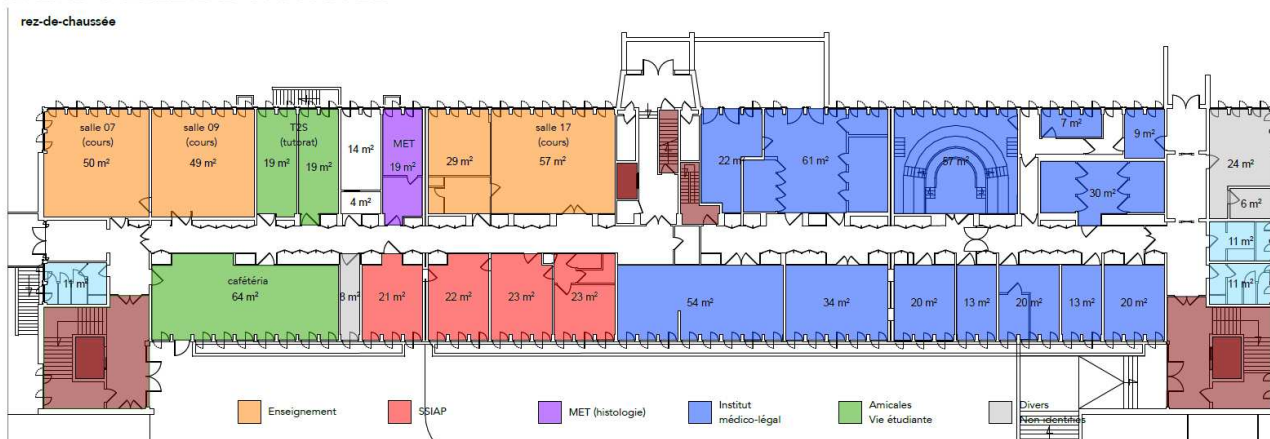 rez-de-chaussée
salle 07
(cours)
50 m²
salle 09
(cours)
49 m²
T2S
(tutorat)
19 m²
19 m²
14 m²
4 m²
MET
19 m²
29 m²
salle 17
(cours)
57 m²
22 m²
61 m²
57 m²
7 m²
9 m²
30 m²
24 m²
6 m²
11 m²
11 m²
11 m²
cafétéria
64 m²
8 m²
21 m²
22 m²
23 m²
23 m²
54 m²
34 m²
20 m²
13 m²
20 m²
13 m²
20 m²
Enseignement
SSIAP
MET (histologie)
Institut
médico-légal
Amicales
Vie étudiante
Divers
Non identifiés